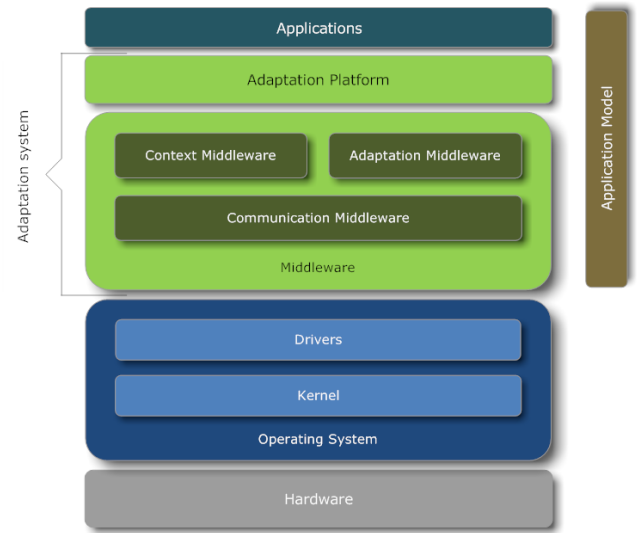 Applications
Adaptation Platform
Adaptation system
Context Middleware
Adaptation Middleware
Communication Middleware
Middleware
Application Model
Drivers
Kernel
Operating System
Hardware